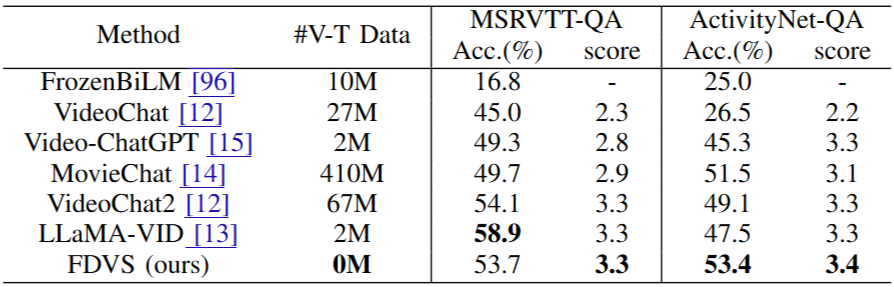 Method #V-T Data MSRVTT-QA ActivityNet-QA
Acc.(%) score Acc.(%) score
FrozenBiLM [96] 10M 16.8 - 25.0 -
VideoChat [12] 27M 45.0 2.3 26.5 2.2
Video-ChatGPT [15] 2M 49.3 2.8 45.3 3.3
MovieChat [14] 410M 49.7 2.9 51.5 3.1
VideoChat2 [12] 67M 54.1 3.3 49.1 3.3
LLaMA-VID [13] 2M 58.9 3.3 47.5 3.3
FDVS (ours) 0M 53.7 3.3 53.4 3.4